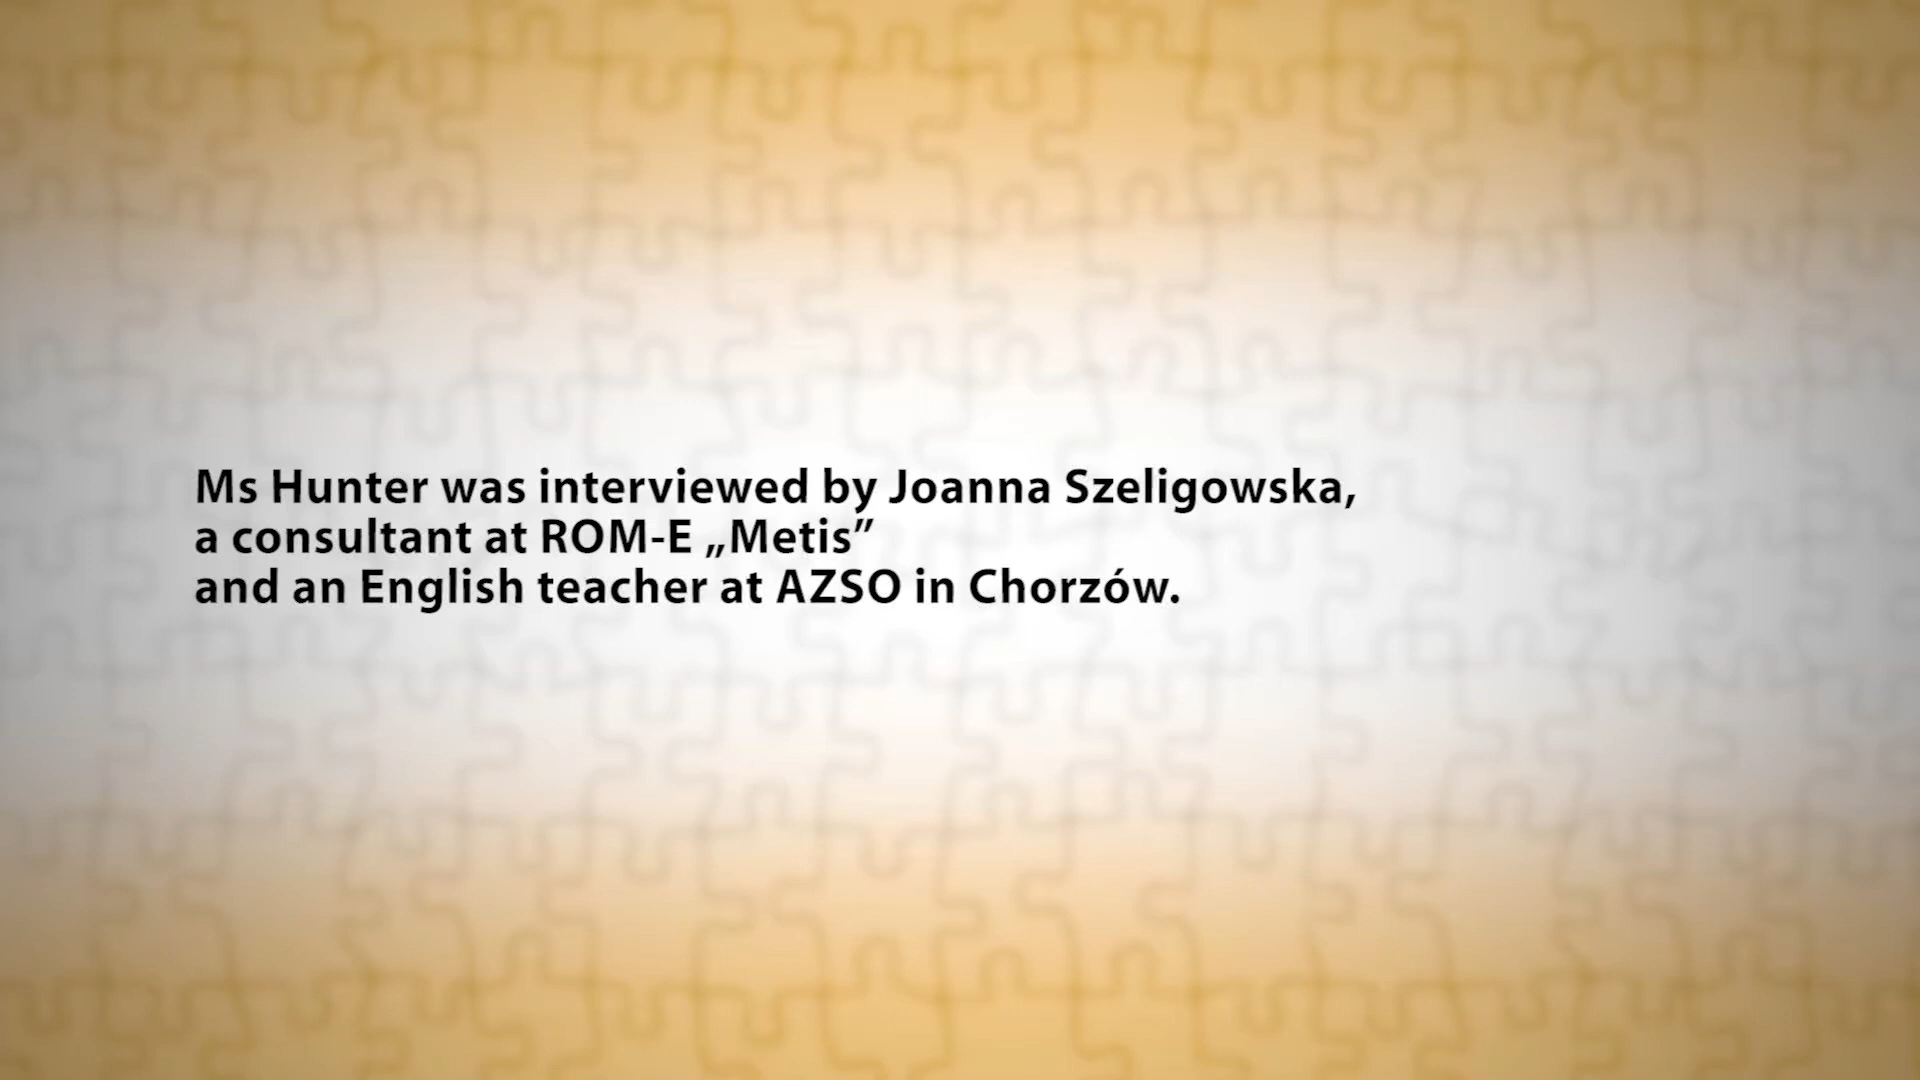 Ms Hunter was interviewed by Joanna Szeligowska,
a consultant at ROM-E „Metis”
and an English teacher at AZSO in Chorzów.